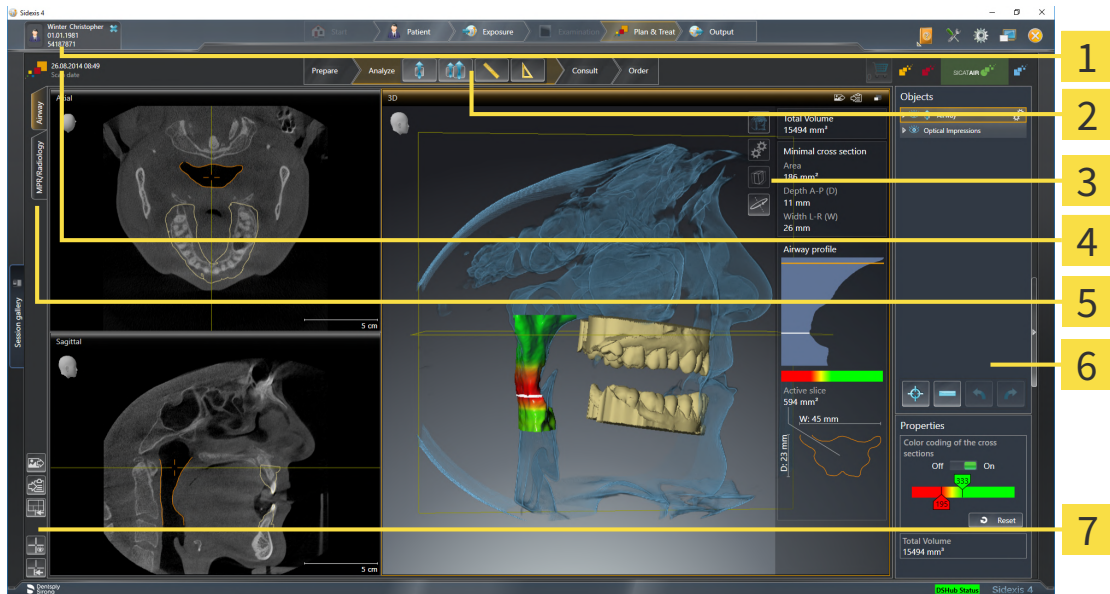 Sidexis 4
Winter Christopher
01.01.1981
54187871
Start
Patient
Exposure
Examination
Plan & Treat
Output
1
26.08.2014 08:49
Scan date
Prepare
Analyze
Consult
Order
SICATAIR
2
Airway
MPR/Radiology
Session gallery
Axial
5 cm
3D
Total Volume
15494 mm³
Minimal cross section
Area
186 mm²
Depth A-P (D)
11 mm
Width L-R (W)
26 mm
Airway profile
Active slice
594 mm²
W: 45 mm
D: 23 mm
Objects
Airway
Optical Impressions
3
4
5
6
Sagittal
5 cm
Properties
Color coding of the cross
sections
Off
On
333
195
Reset
Total Volume
15494 mm³
7
Dentsply
Sirona
DSHub Status
Sidexis 4